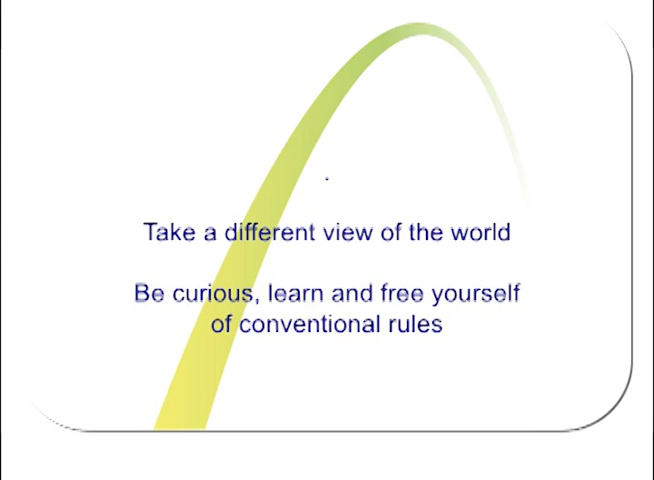 Take a different view of the world
Be curious, learn and free yourself
of conventional rules